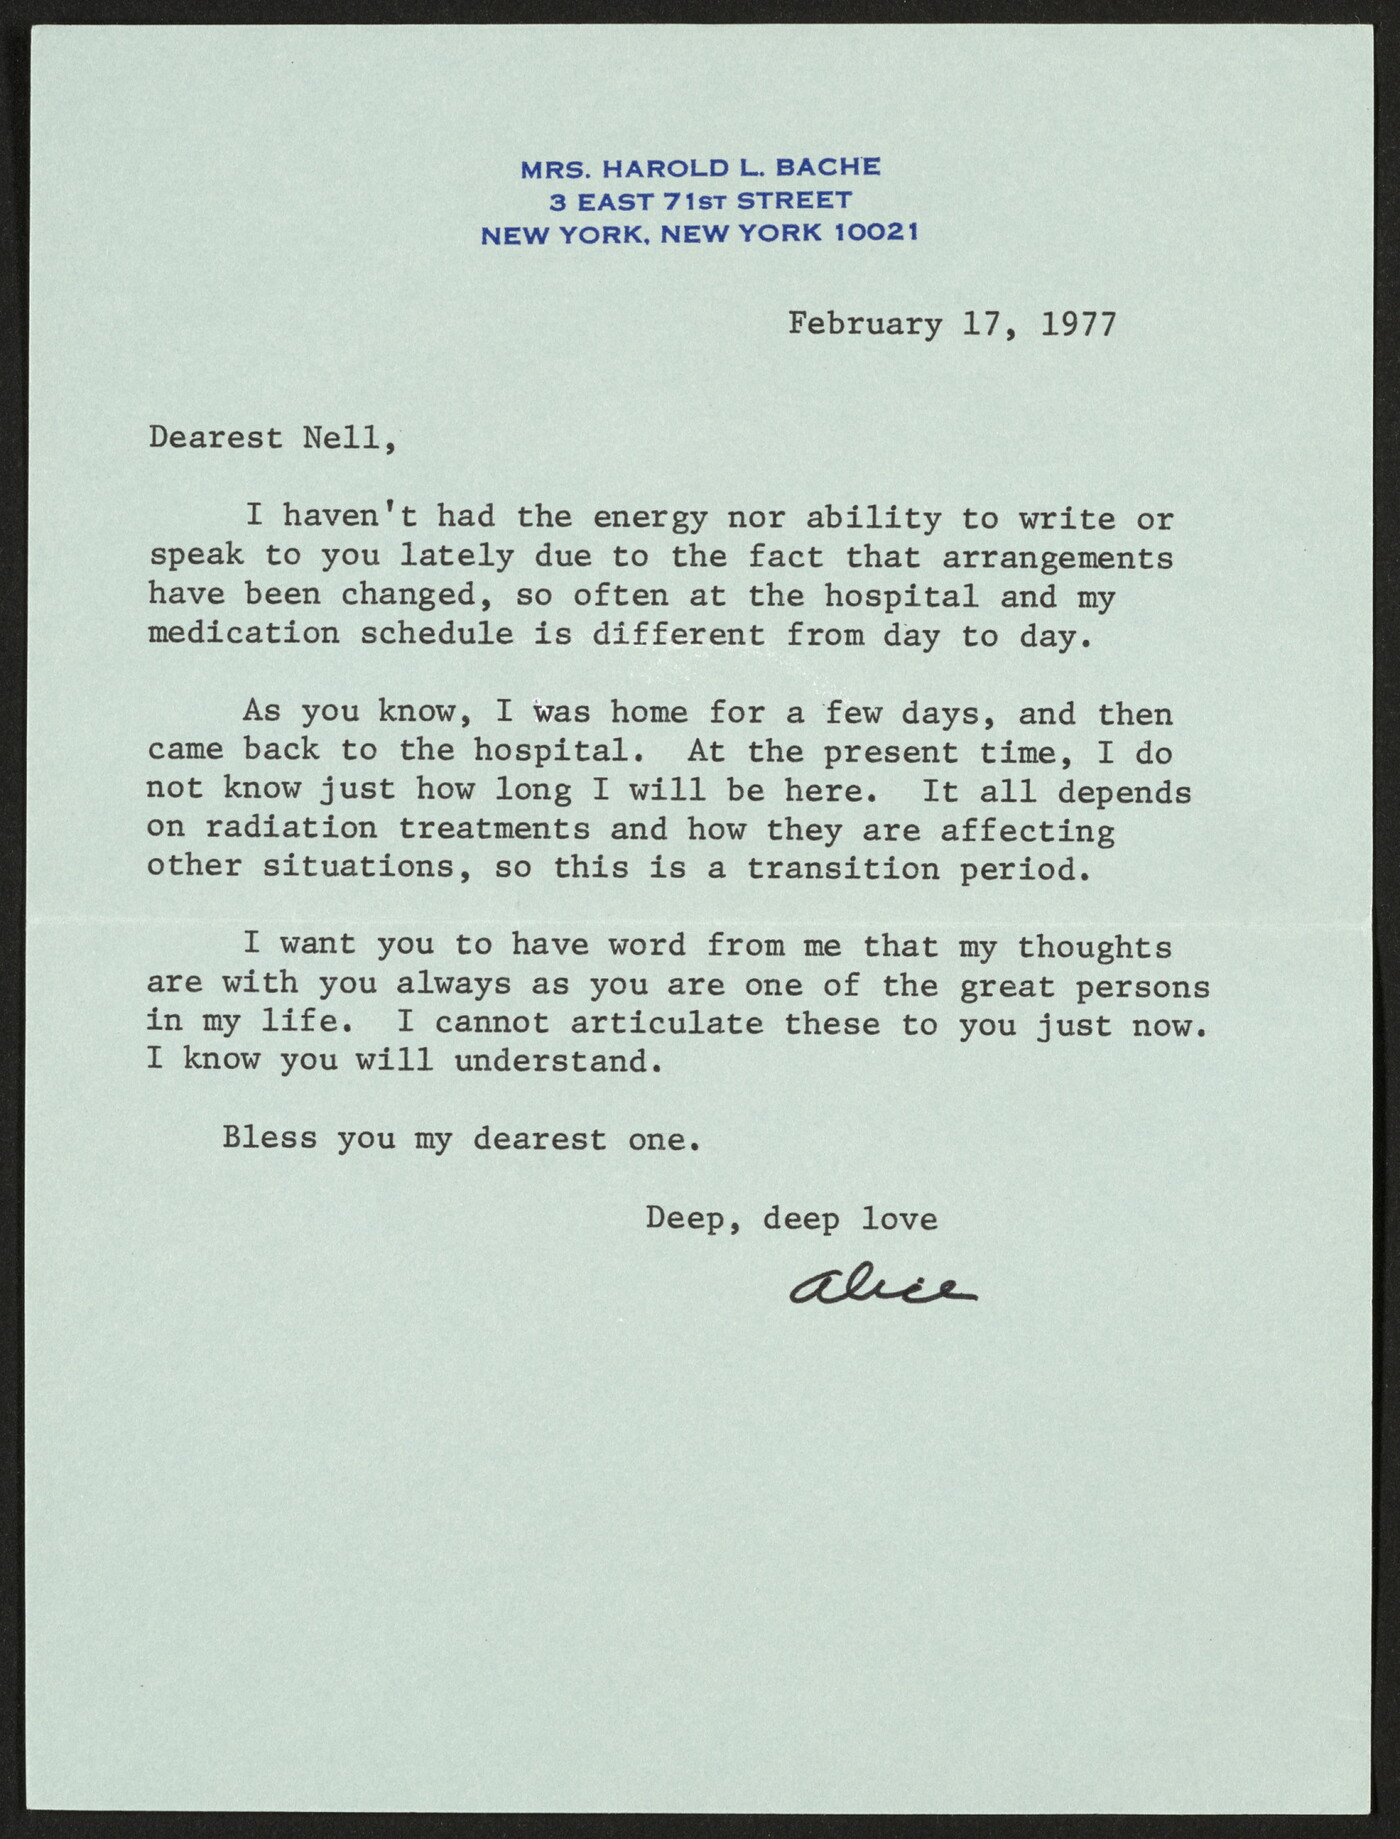 MRS. HAROLD L. BACHE
3 EAST 71ST STREET
NEW YORK, NEW YORK 10021
February 17, 1977
Dearest Nell,
I haven't had the energy nor ability to write or
speak to you lately due to the fact that arrangements
have been changed, so often at the hospital and my
medication schedule is different from day to day.
As you know, I was home for a few days, and then
came back to the hospital. At the present time, I do
not know just how long I will be here. It all depends
on radiation treatments and how they are affecting
other situations, so this is a transition period.
I want you to have word from me that my thoughts
are with you always as you are one of the great persons
in my life. I cannot articulate these to you just now.
I know you will understand.
Bless you my dearest one.
Deep, deep love
Alice